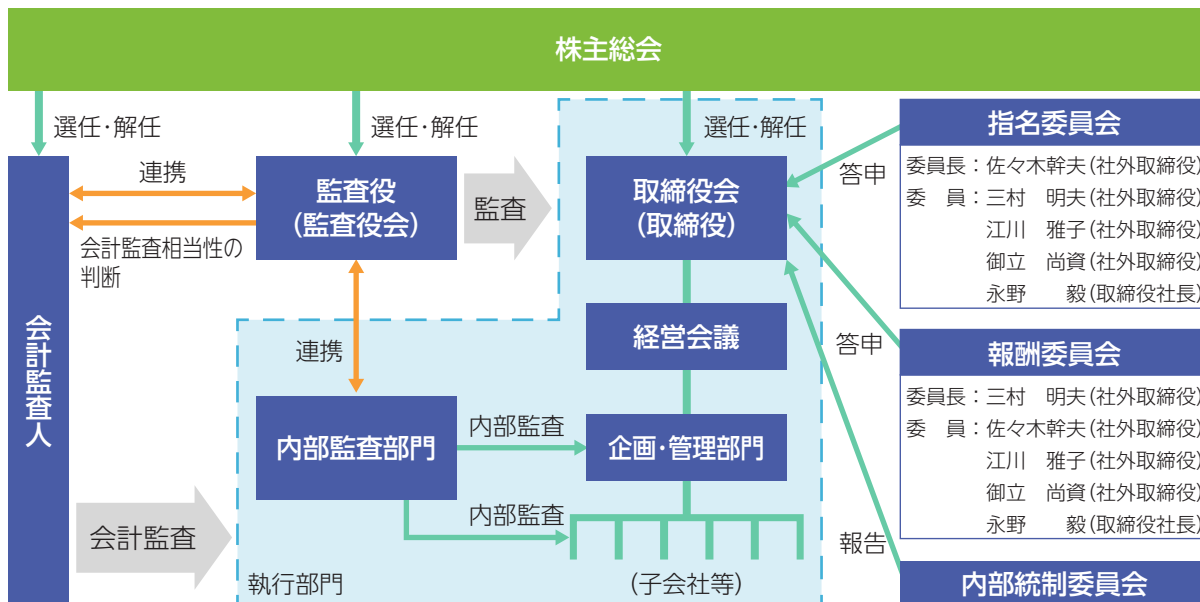 株主総会
選任・解任
選任・解任
選任・解任
会計監査人
連携
会計監査相当性の
判断
監査役
(監査役会)
監査
取締役会
(取締役)
経営会議
連携
内部監査部門
内部監査
企画・管理部門
内部監査
会計監査
執行部門
(子会社等)
答申
指名委員会
委員長：佐々木幹夫(社外取締役)
委　員：三村　明夫(社外取締役)
江川　雅子(社外取締役)
御立　尚資(社外取締役)
永野　　毅(取締役社長)
答申
報酬委員会
委員長：三村　明夫(社外取締役)
委　員：佐々木幹夫(社外取締役)
江川　雅子(社外取締役)
御立　尚資(社外取締役)
永野　　毅(取締役社長)
報告
内部統制委員会